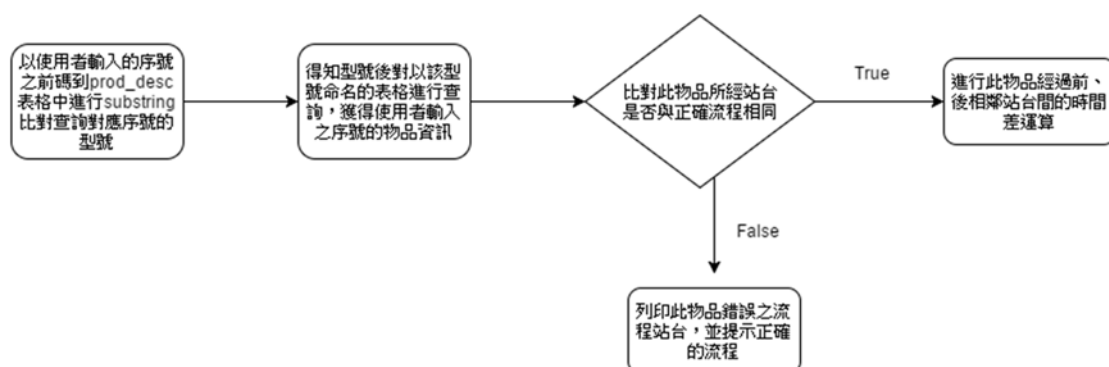 以使用者輸入的序號
之前碼到prod_desc
表格中進行substring
比對查詢對應序號的
型號
得知型號後對以該型
號命名的表格進行查
詢，獲得使用者輸入
之序號的物品資訊
比對此物品所經站台
是否與正確流程相同
True
進行此物品經過前、
後相鄰站台間的時間
差運算
False
列印此物品錯誤之流
程站台，並提示正確
的流程